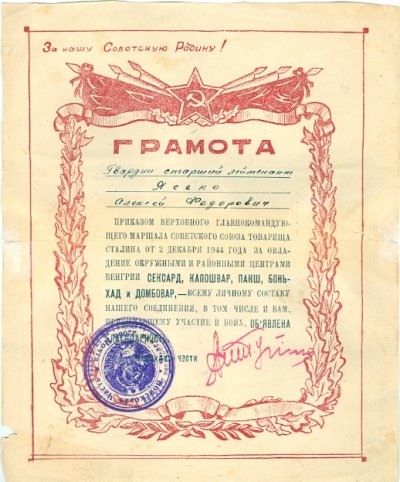 За нашу Советскую Родину!
ГРАМОТА
Гвардии старший лейтенант
Ясько
Алексей Федорович
ПРИКАЗОМ ВЕРХОВНОГО ГЛАВНОКОМАНДУЮ-
ЩЕГО МАРШАЛА СОВЕТСКОГО СОЮЗА ТОВАРИЩА
СТАЛИНА ОТ 2 ДЕКАБРЯ 1944 ГОДА ЗА ОВЛА-
ДЕНИЕ ОКРУЖНЫМИ И РАЙОННЫМИ ЦЕНТРАМИ
ВЕНГРИИ СЕКСАРД, КАПОШВАР, ПАКШ, БОНЬ-
ХАД И ДОМБОВАР,—ВСЕМУ ЛИЧНОМУ СОСТАВУ
НАШЕГО СОЕДИНЕНИЯ, В ТОМ ЧИСЛЕ И ВАМ,
УЧАСТИЕ В БОЯХ, ОБ'ЯВЛЕНА
части